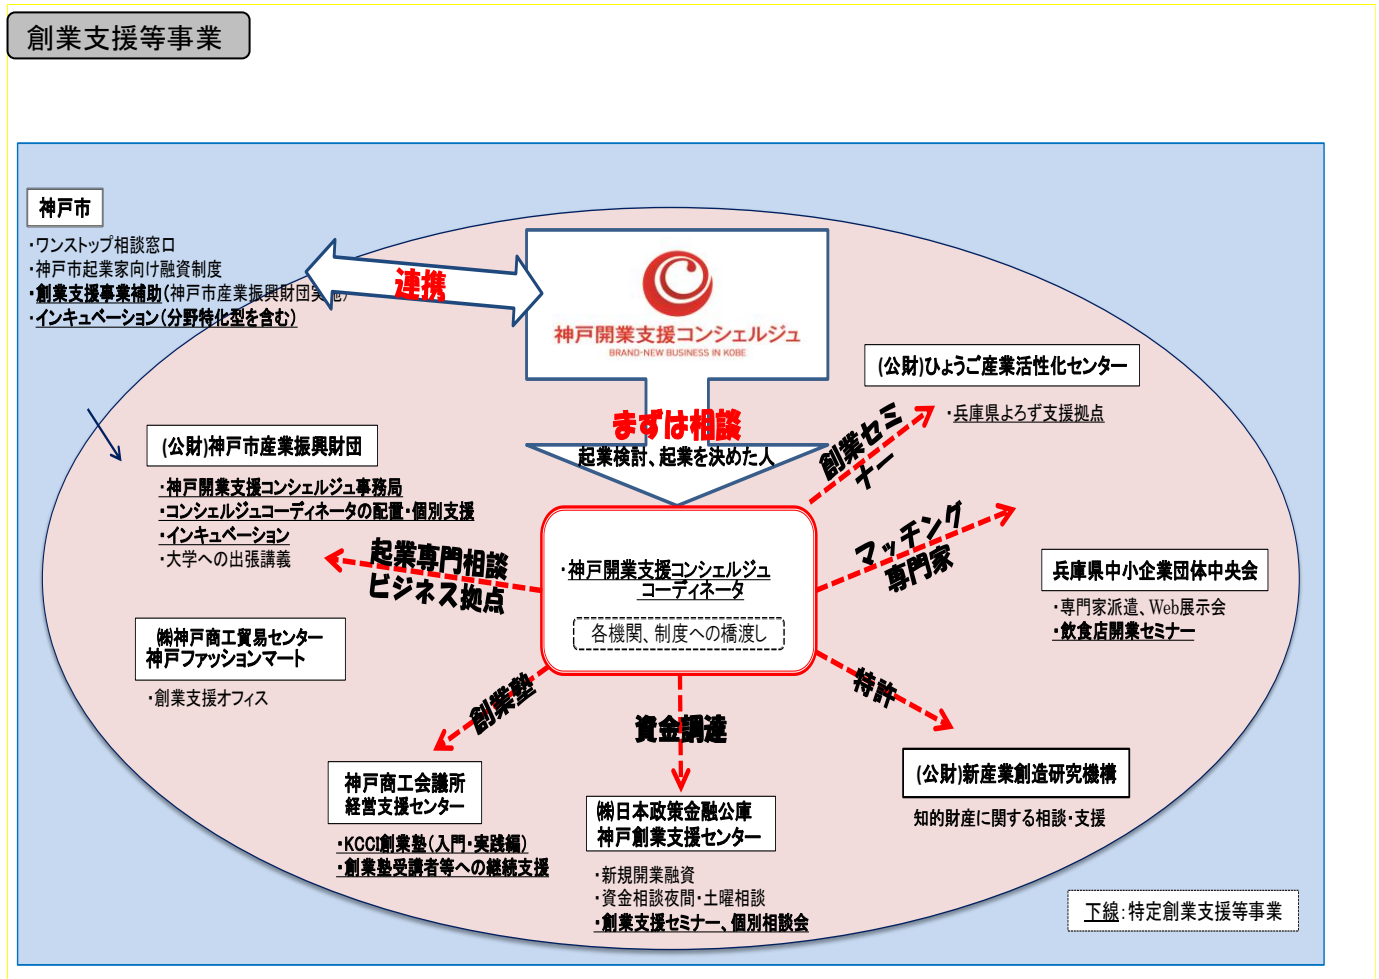 創業支援等事業
神戸市
・ワンストップ相談窓口
・神戸市起業家向け融資制度
・創業支援事業補助(神戸市産業振興財団実施)
・インキュベーション(分野特化型を含む)
連携
神戸開業支援コンシェルジュ
BRAND-NEW BUSINESS IN KOBE
まずは相談
起業検討、起業を決めた人
(公財)ひょうご産業活性化センター
・兵庫県よろず支援拠点
創業セミ
ナー
(公財)神戸市産業振興財団
・神戸開業支援コンシェルジュ事務局
・コンシェルジュコーディネータの配置・個別支援
・インキュベーション
・大学への出張講義
起業専門相談
ビジネス拠点
・神戸開業支援コンシェルジュ
コーディネータ
各機関、制度への橋渡し
マッチング
専門家
兵庫県中小企業団体中央会
・専門家派遣、Web展示会
・飲食店開業セミナー
㈱神戸商工貿易センター
神戸ファッションマート
・創業支援オフィス
創業塾
資金調達
特許
神戸商工会議所
経営支援センター
・KCCI創業塾(入門・実践編)
・創業塾受講者等への継続支援
㈱日本政策金融公庫
神戸創業支援センター
・新規開業融資
・資金相談夜間・土曜相談
・創業支援セミナー、個別相談会
(公財)新産業創造研究機構
知的財産に関する相談・支援
下線:特定創業支援等事業